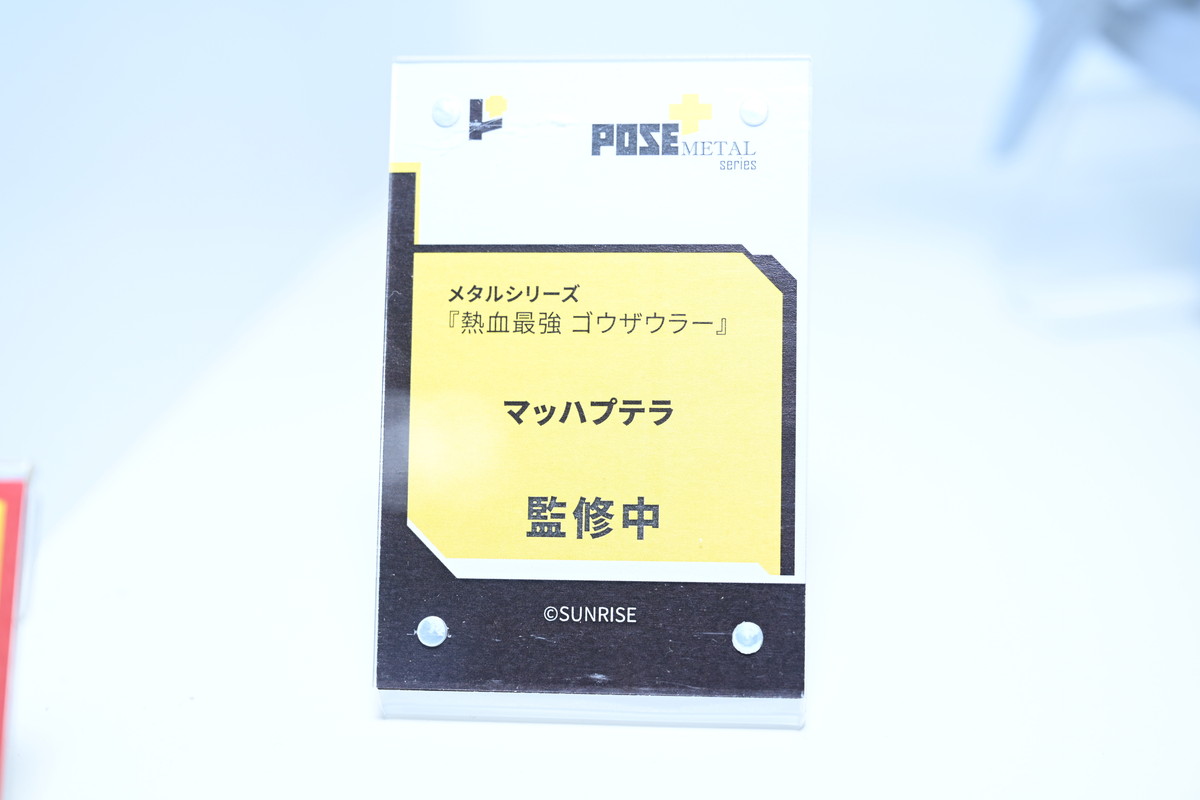 POSE METAL
series
メタルシリーズ
『熱血最強 ゴウザウラー』
マッハプテラ
監修中
©SUNRISE